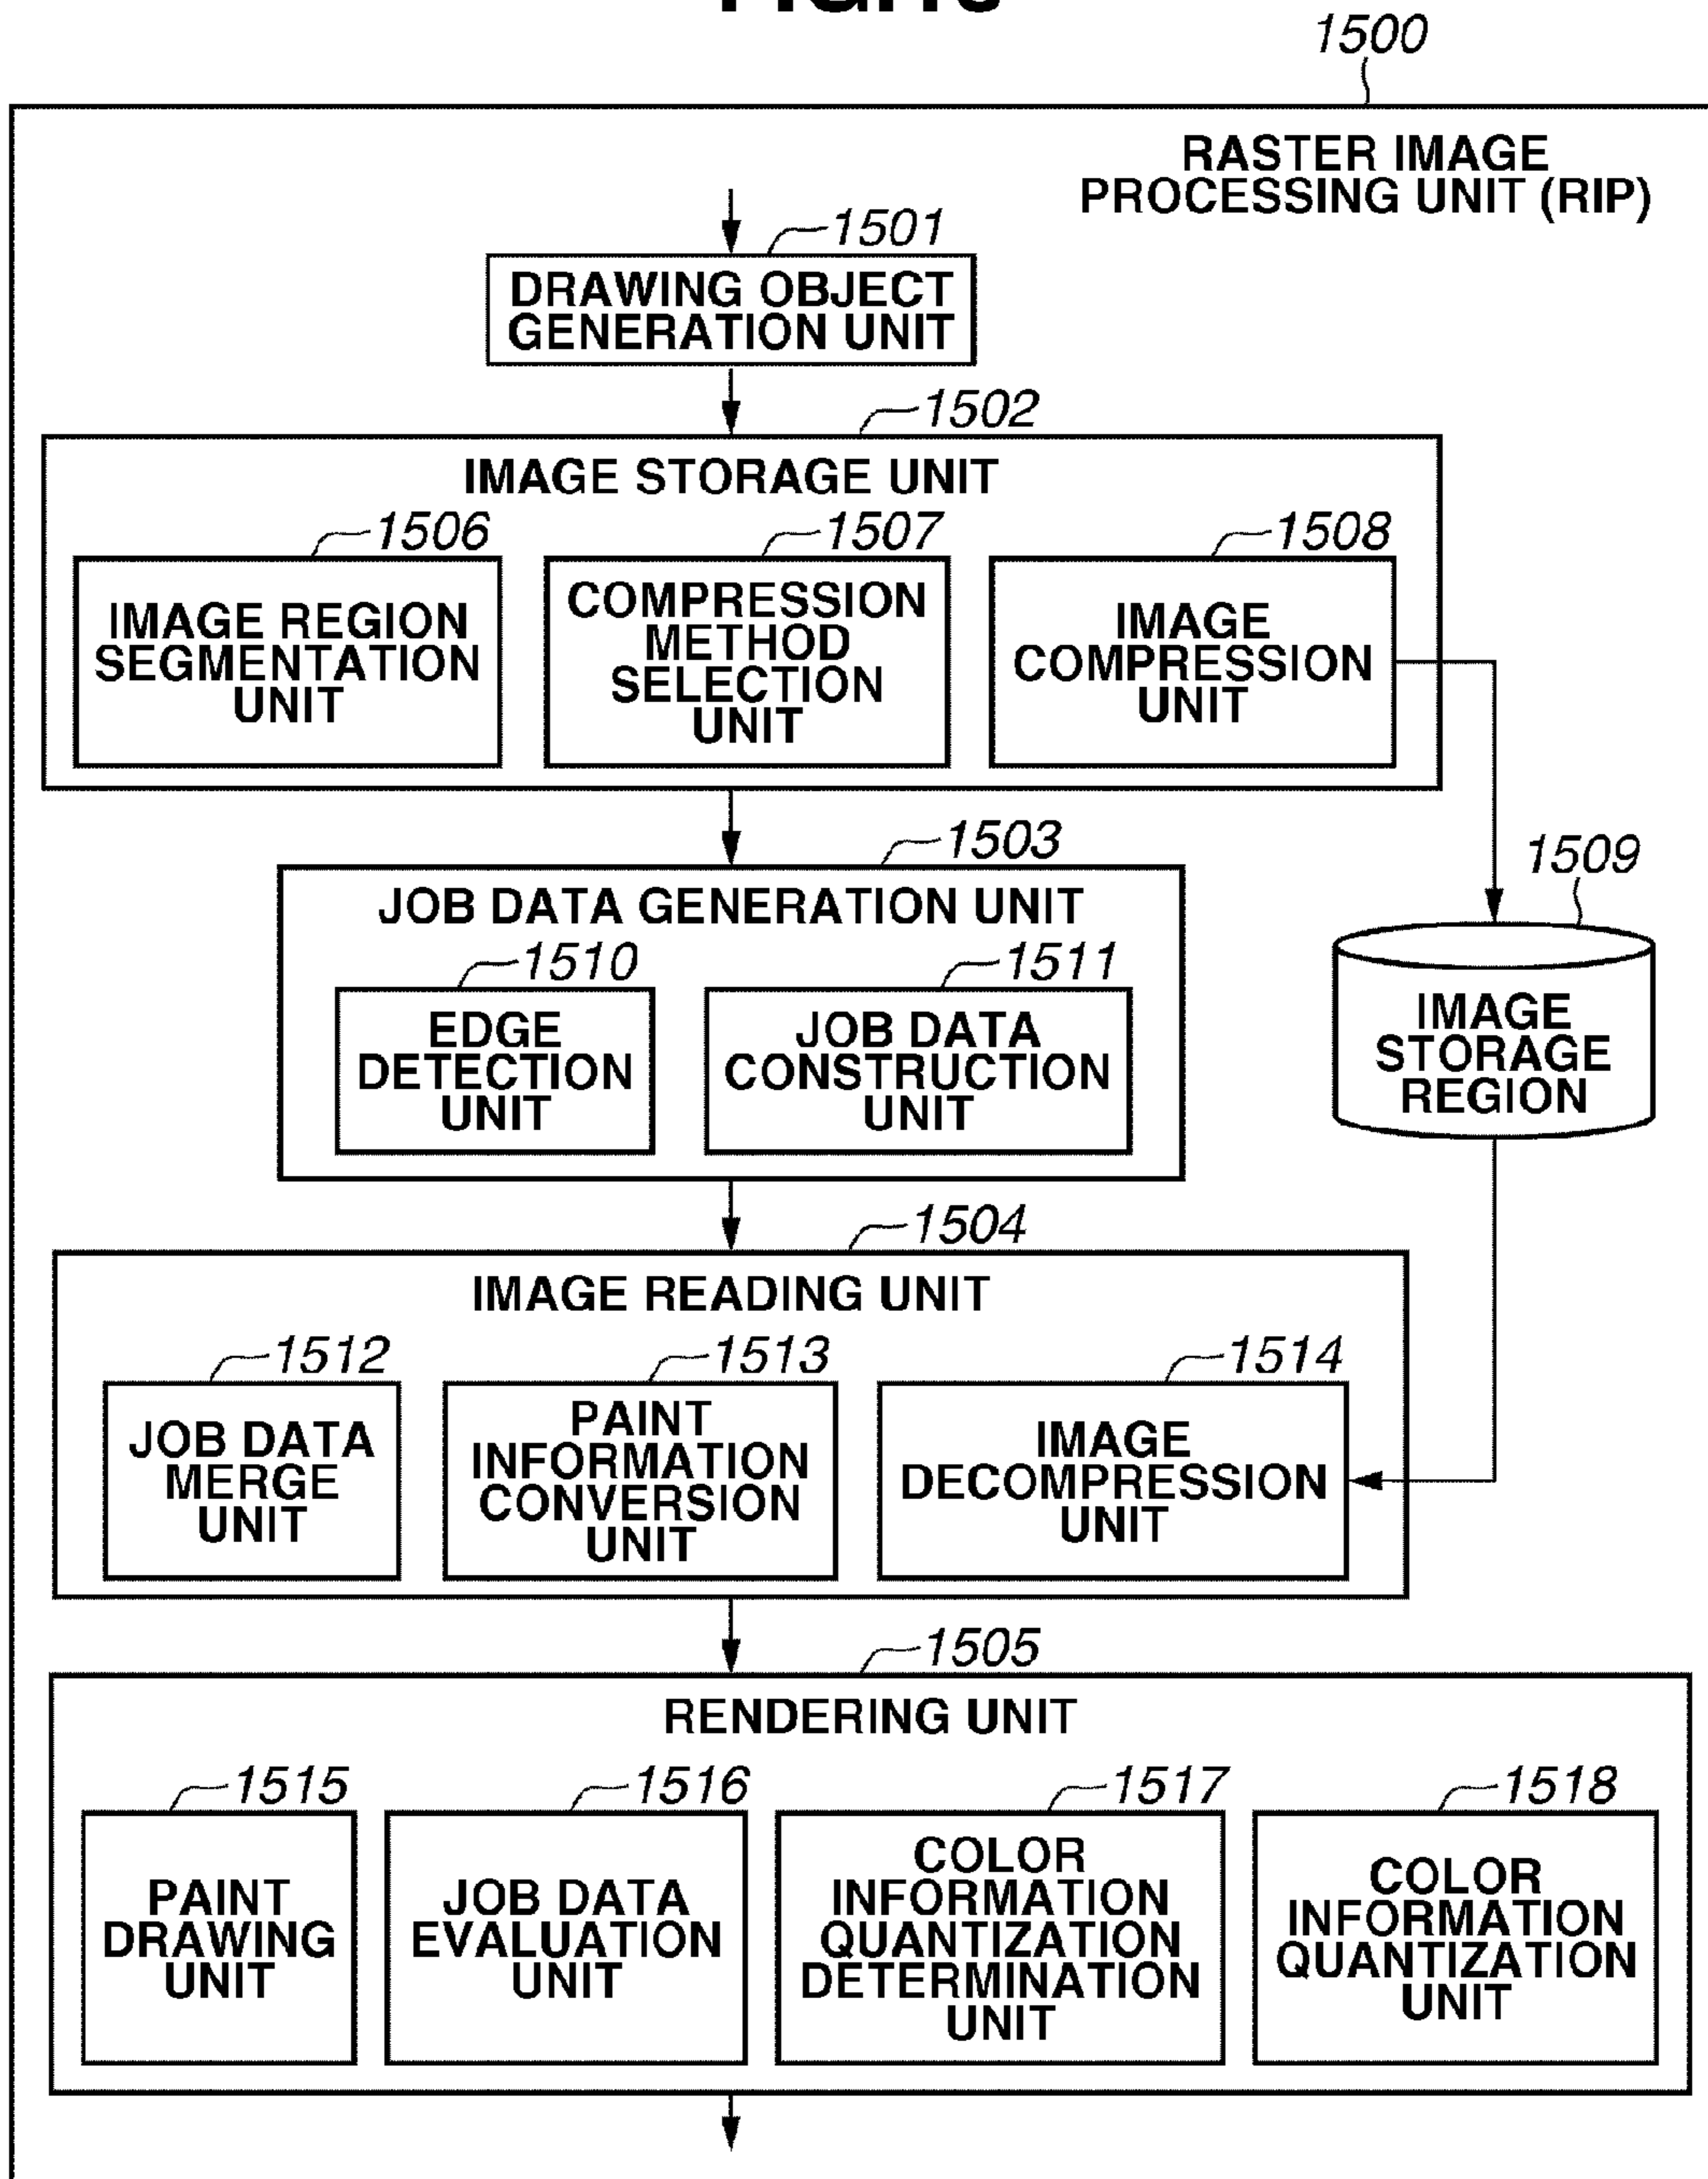 1500
RASTER IMAGE
PROCESSING UNIT (RIP)
1501
DRAWING OBJECT
GENERATION UNIT
1502
IMAGE STORAGE UNIT
1506
IMAGE REGION
SEGMENTATION
UNIT
1507
COMPRESSION
METHOD
SELECTION
UNIT
1508
IMAGE
COMPRESSION
UNIT
1503
JOB DATA GENERATION UNIT
1510
EDGE
DETECTION
UNIT
1511
JOB DATA
CONSTRUCTION
UNIT
1509
IMAGE
STORAGE
REGION
1504
IMAGE READING UNIT
1512
JOB DATA
MERGE
UNIT
1513
PAINT
INFORMATION
CONVERSION
UNIT
1514
IMAGE
DECOMPRESSION
UNIT
1505
RENDERING UNIT
1515
PAINT
DRAWING
UNIT
1516
JOB DATA
EVALUATION
UNIT
1517
COLOR
INFORMATION
QUANTIZATION
DETERMINATION
UNIT
1518
COLOR
INFORMATION
QUANTIZATION
UNIT